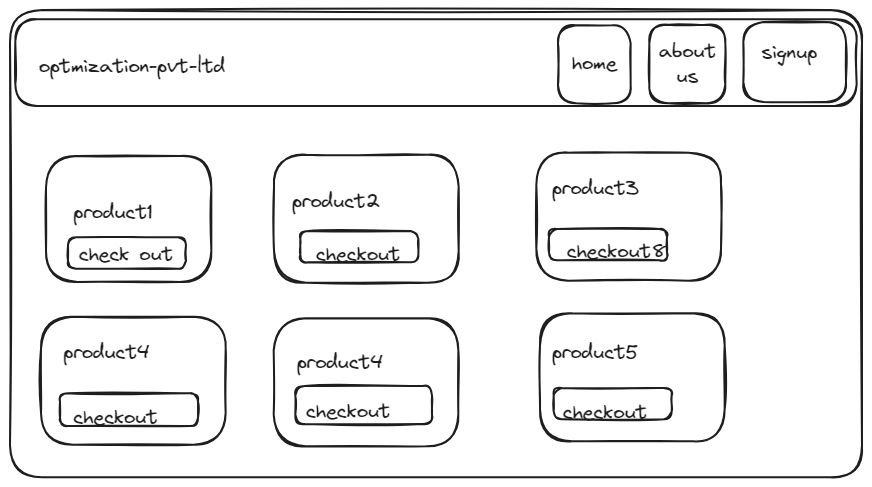 optmization-pvt-ltd
home
about
us
signup
product1
check out
product2
checkout
product3
checkout8
product4
checkout
product4
checkout
product5
checkout